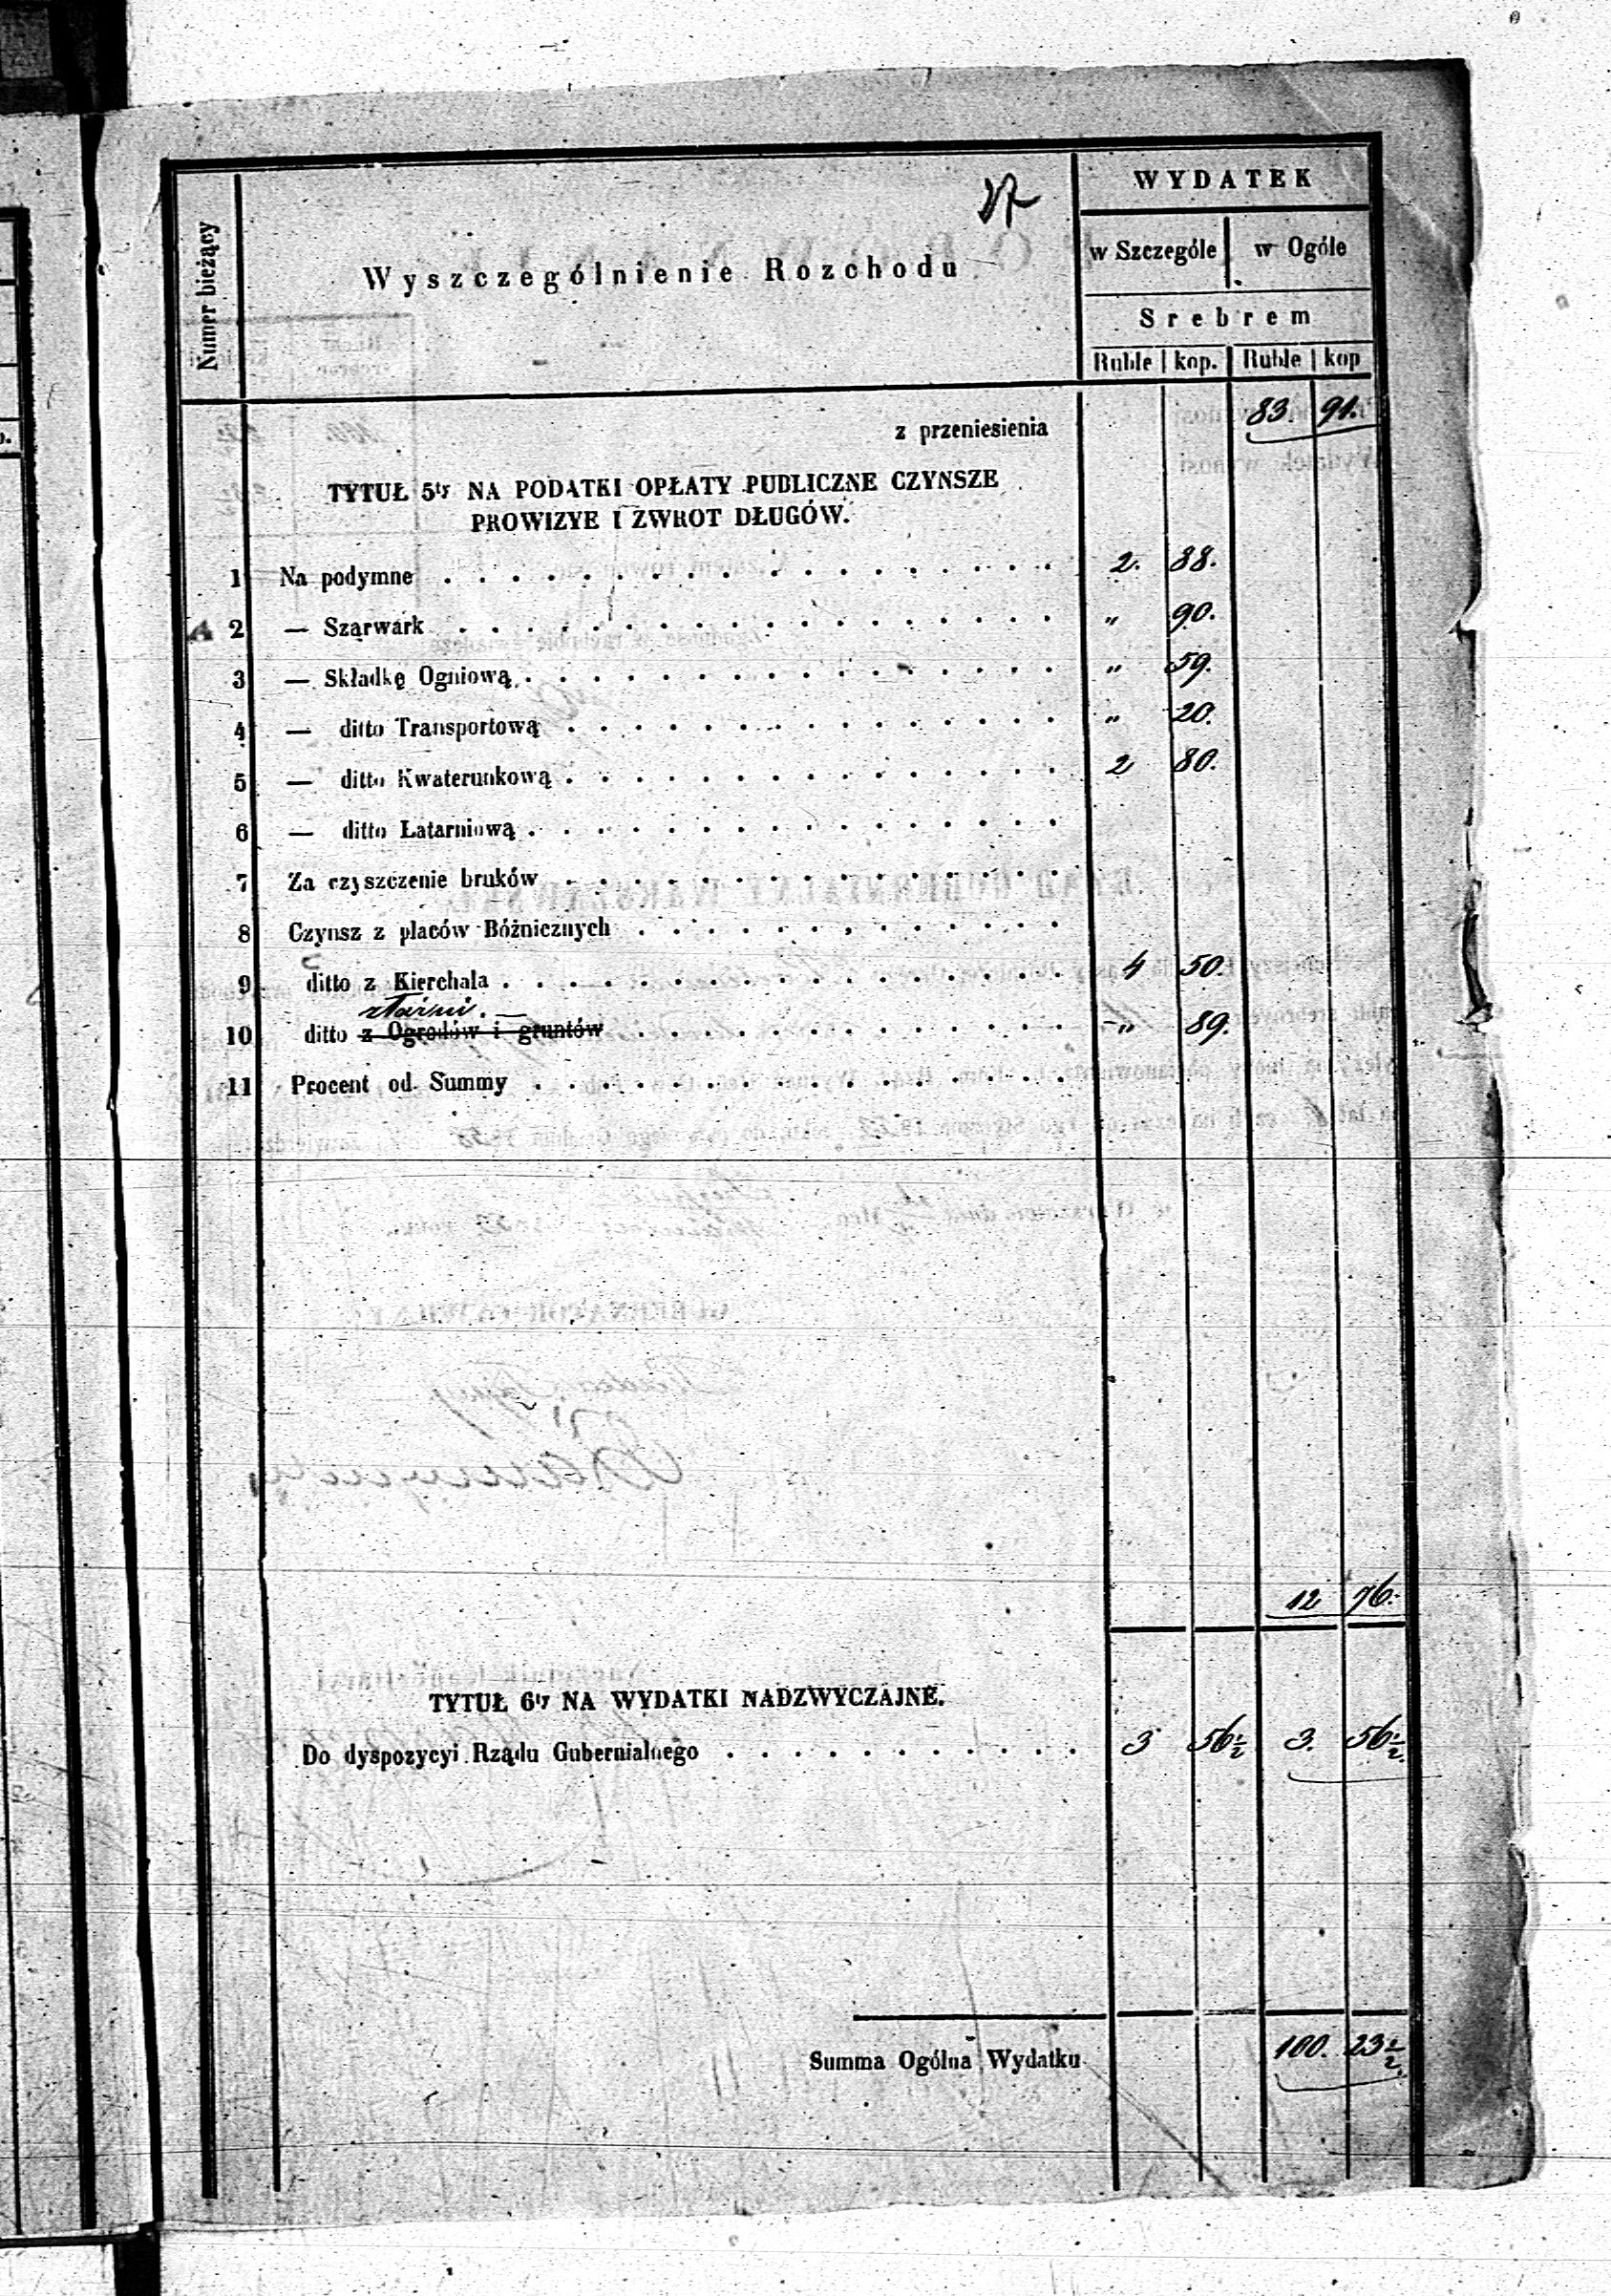 WYDATEK
Numer bieżący
Wyszczególnienie Rozchodu
w Szczególe w Ogóle
Srebrem
Ruble kop. Ruble kop
z przeniesienia 83. 91.
TYTUŁ 5ty NA PODATKI OPŁATY PUBLICZNE CZYNSZE
PROWIZYE I ZWROT DŁUGÓW.
1 Na podymne . . . . . . . . . . . . . . . . . . 2. 88.
2 — Szarwark . . . . . . . . . . . . . . . . . . „ 90.
3 — Składkę Ogniową . . . . . . . . . . . . . . . . „ 59.
4 — ditto Transportową . . . . . . . . . . . . . . . „ 20.
5 — ditto Kwaterunkową . . . . . . . . . . . . . . . 2 80.
6 — ditto Latarniową . . . . . . . . . . . . . . . .
7 Za czyszczenie bruków . . . . . . . . . . . . . . .
8 Czynsz z placów Bóżnicznych . . . . . . . . . . . . .
9 ditto z Kierchala . . . . . . . . . . . . . . . . . 4 50.
10 ditto z Ogrodów i gruntów . . . . . . . . . . . . . „ 89.
11 Procent od Summy . . . . . . . . . . . . . . . .
12 76.
TYTUŁ 6ty NA WYDATKI NADZWYCZAJNE.
Do dyspozycyi Rządu Gubernialnego . . . . . . . . . . . 3 56½ 3. 56½
Summa Ogólna Wydatku 100. 23½